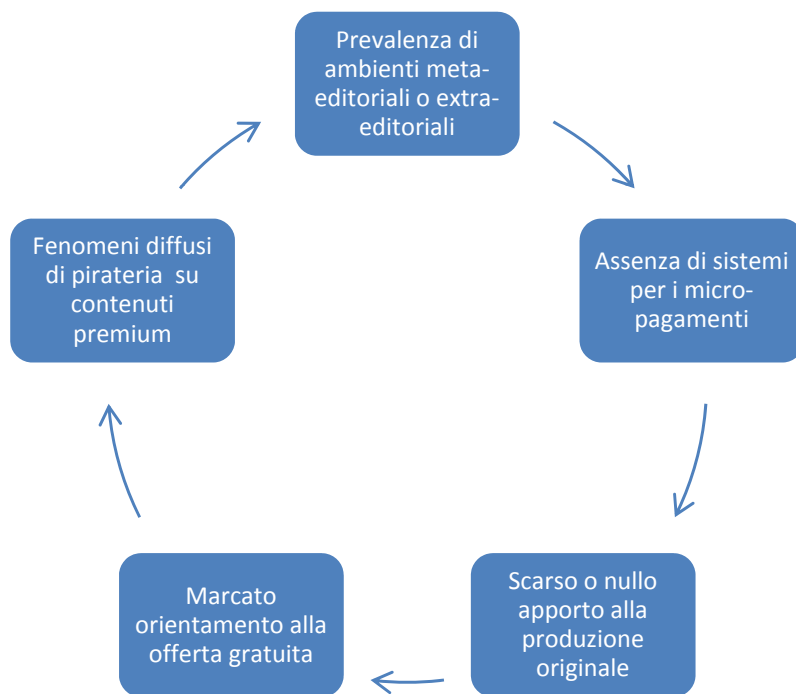 Prevalenza di
ambienti meta-
editoriali o extra-
editoriali
Assenza di sistemi
per i micro-
pagamenti
Scarso o nullo
apporto alla
produzione
originale
Marcato
orientamento alla
offerta gratuita
Fenomeni diffusi
di pirateria  su
contenuti
premium